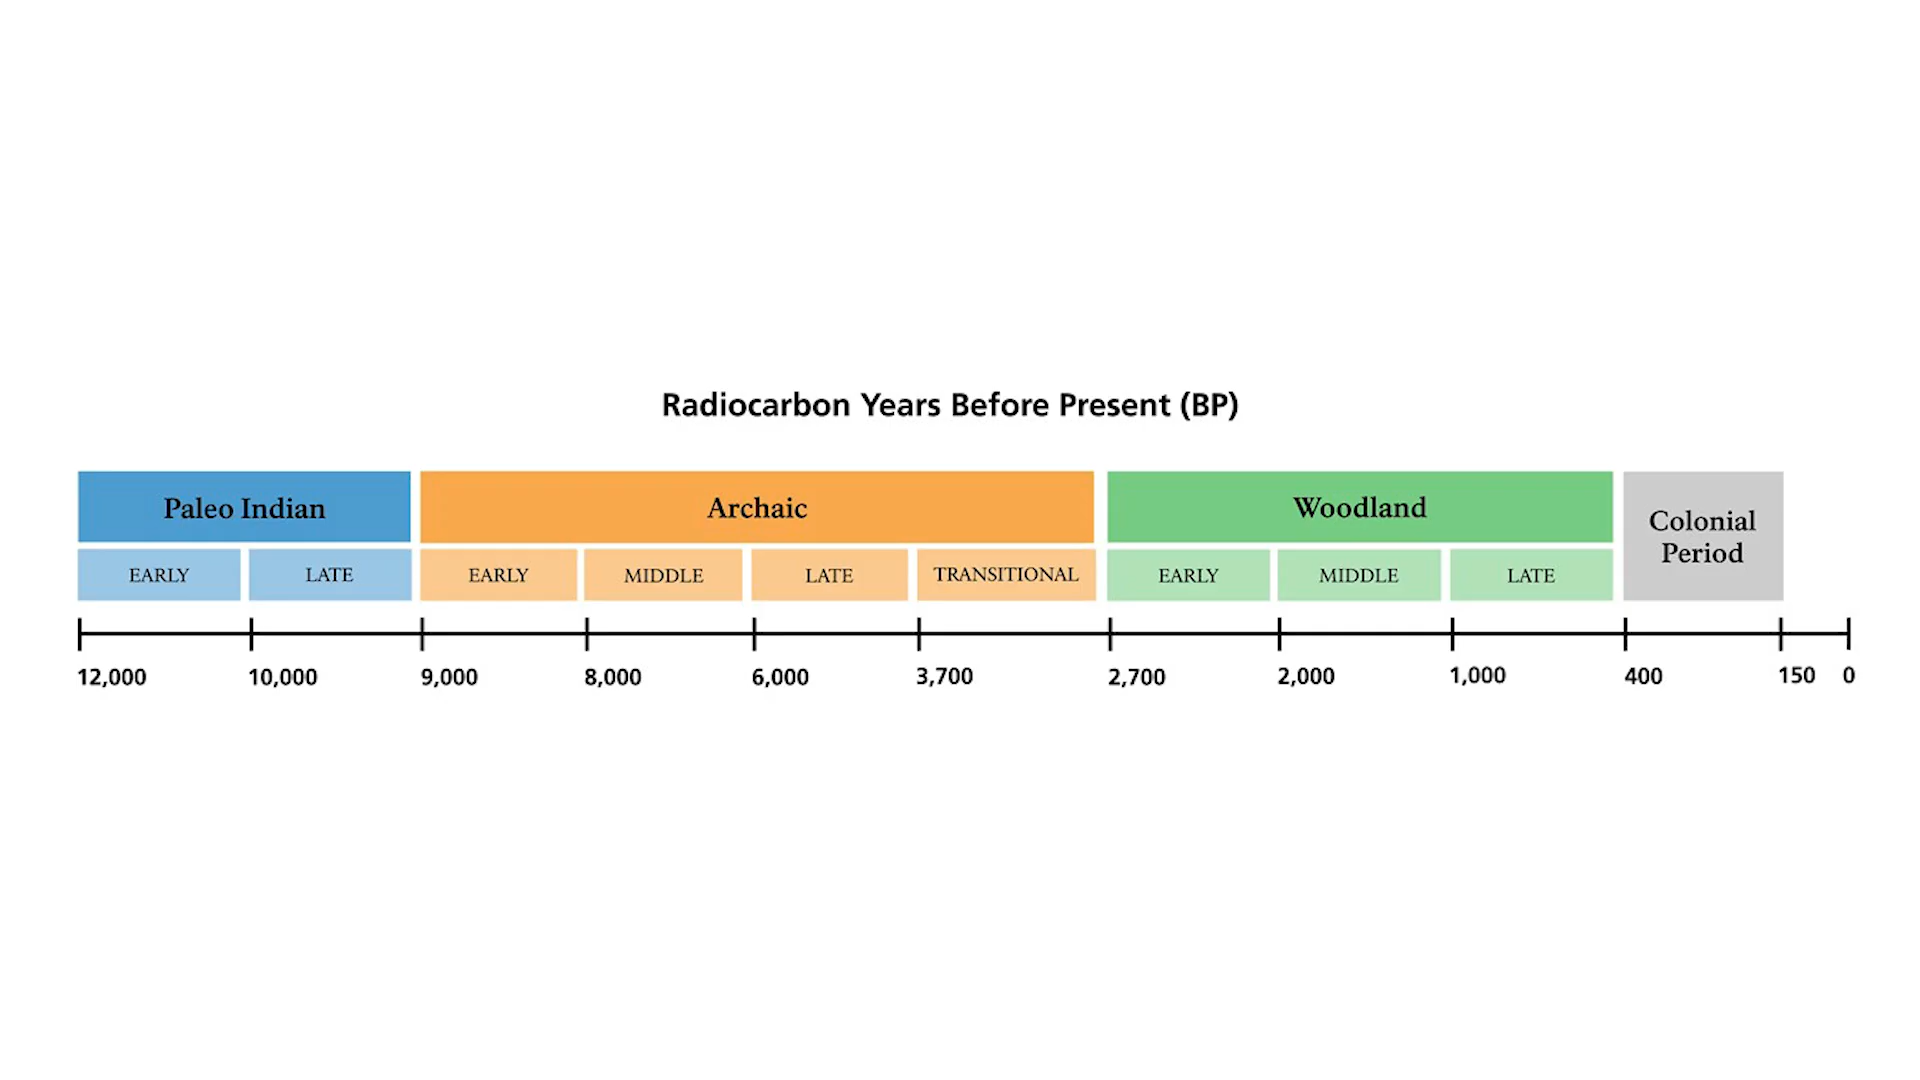 Radiocarbon Years Before Present (BP)
Paleo Indian
Archaic
Woodland
Colonial
Period
EARLY
LATE
EARLY
MIDDLE
LATE
TRANSITIONAL
EARLY
MIDDLE
LATE
12,000
10,000
9,000
8,000
6,000
3,700
2,700
2,000
1,000
400
150
0